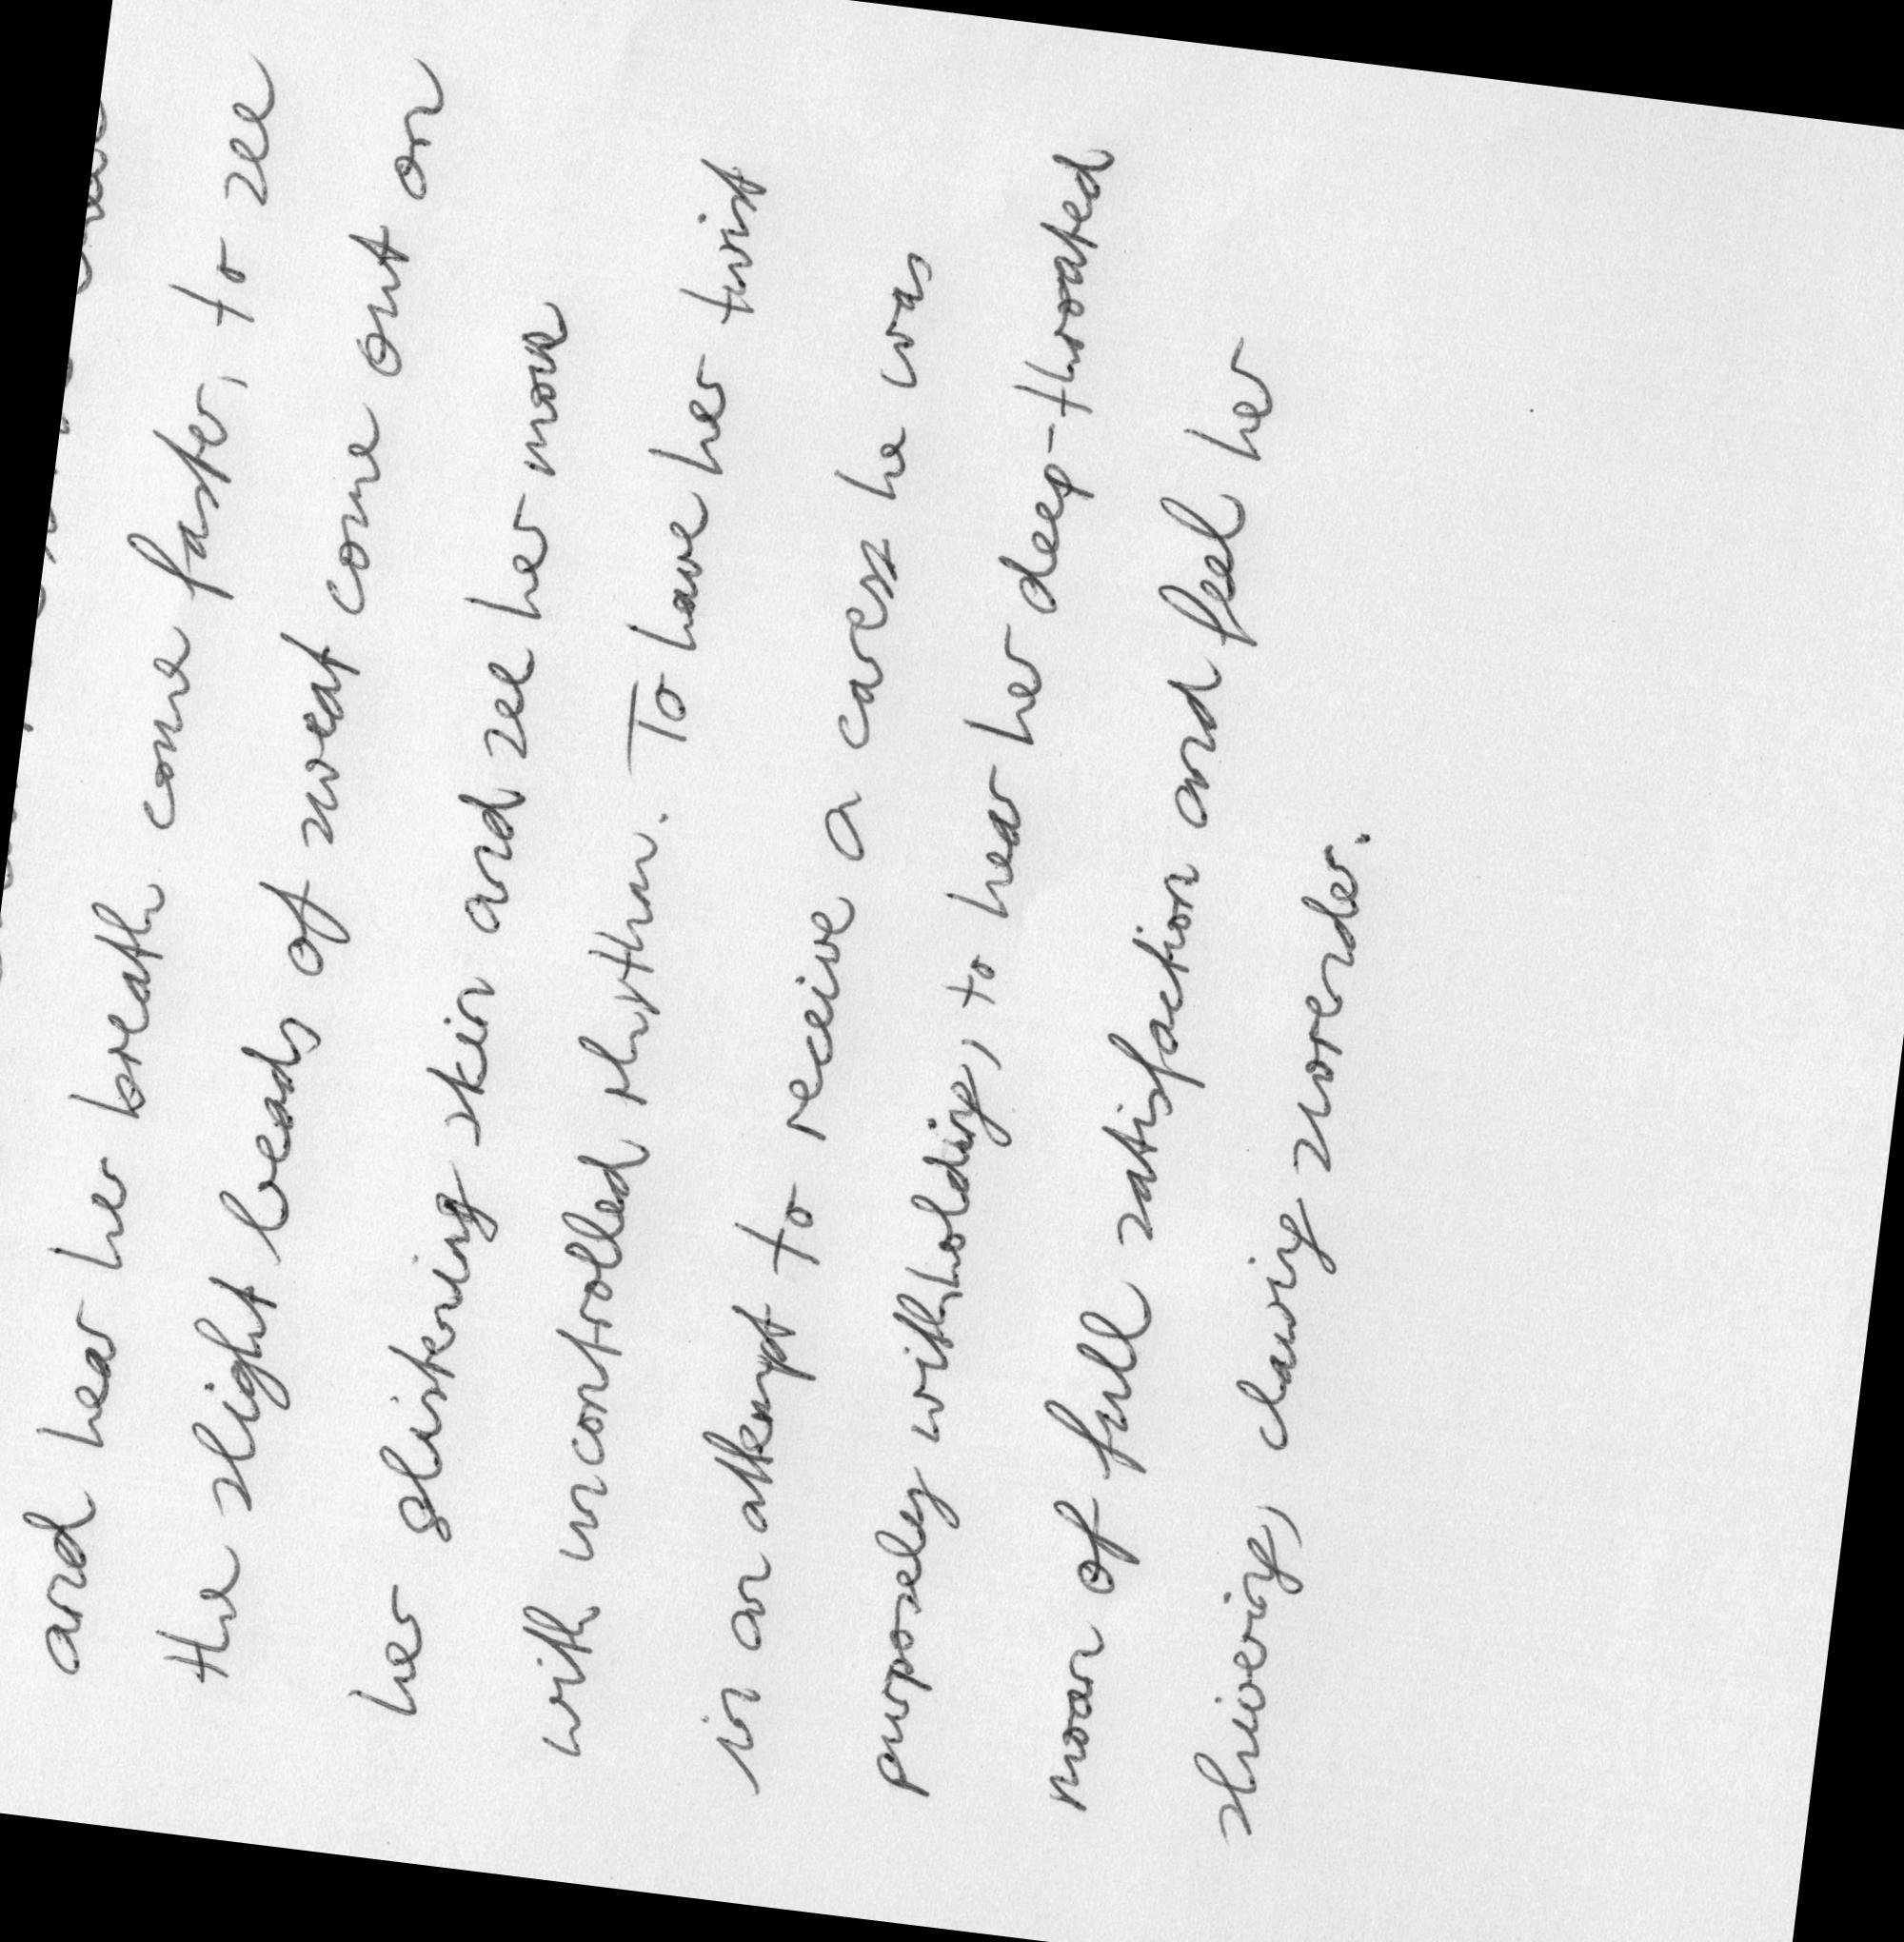 and hear her breath come faster, to see
the slight beads of sweat come out on
her glistening skin and see her move
with uncontrolled rhythm. To have her twist
in an attempt to receive a caress he was
purposely withholding, to hear her deep-throated
moan of full satisfaction and feel her
shivering, clawing surrender.